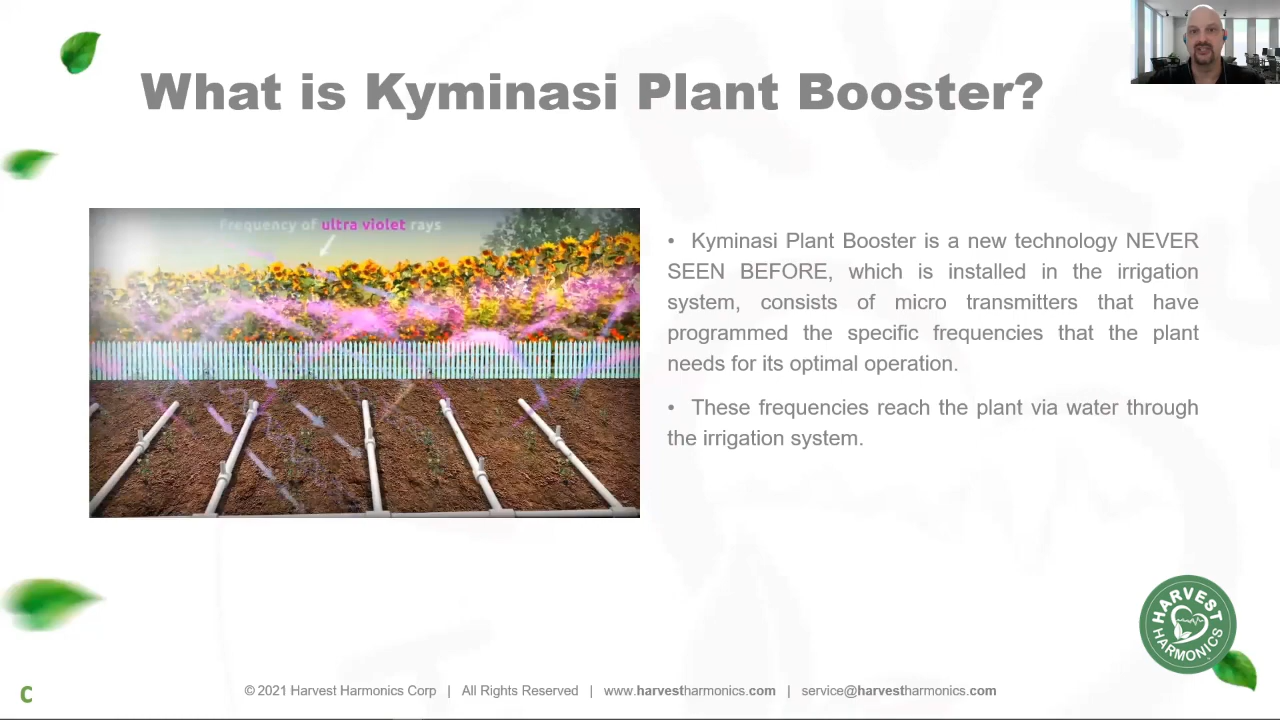 What is Kyminasi Plant Booster?
Frequency of ultra violet rays
• Kyminasi Plant Booster is a new technology NEVER
SEEN BEFORE, which is installed in the irrigation
system, consists of micro transmitters that have
programmed the specific frequencies that the plant
needs for its optimal operation.
• These frequencies reach the plant via water through
the irrigation system.
HARVEST
HARMONICS
© 2021 Harvest Harmonics Corp | All Rights Reserved | www.harvestharmonics.com | service@harvestharmonics.com
C